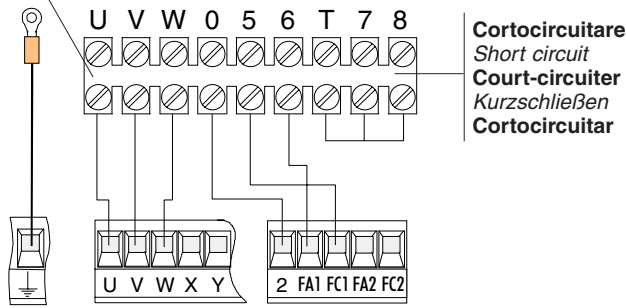 U V W 0 5 6 T 7 8
Cortocircuitare
Short circuit
Court-circuiter
Kurzschließen
Cortocircuitar
U V W X Y
2 FA1 FC1 FA2 FC2